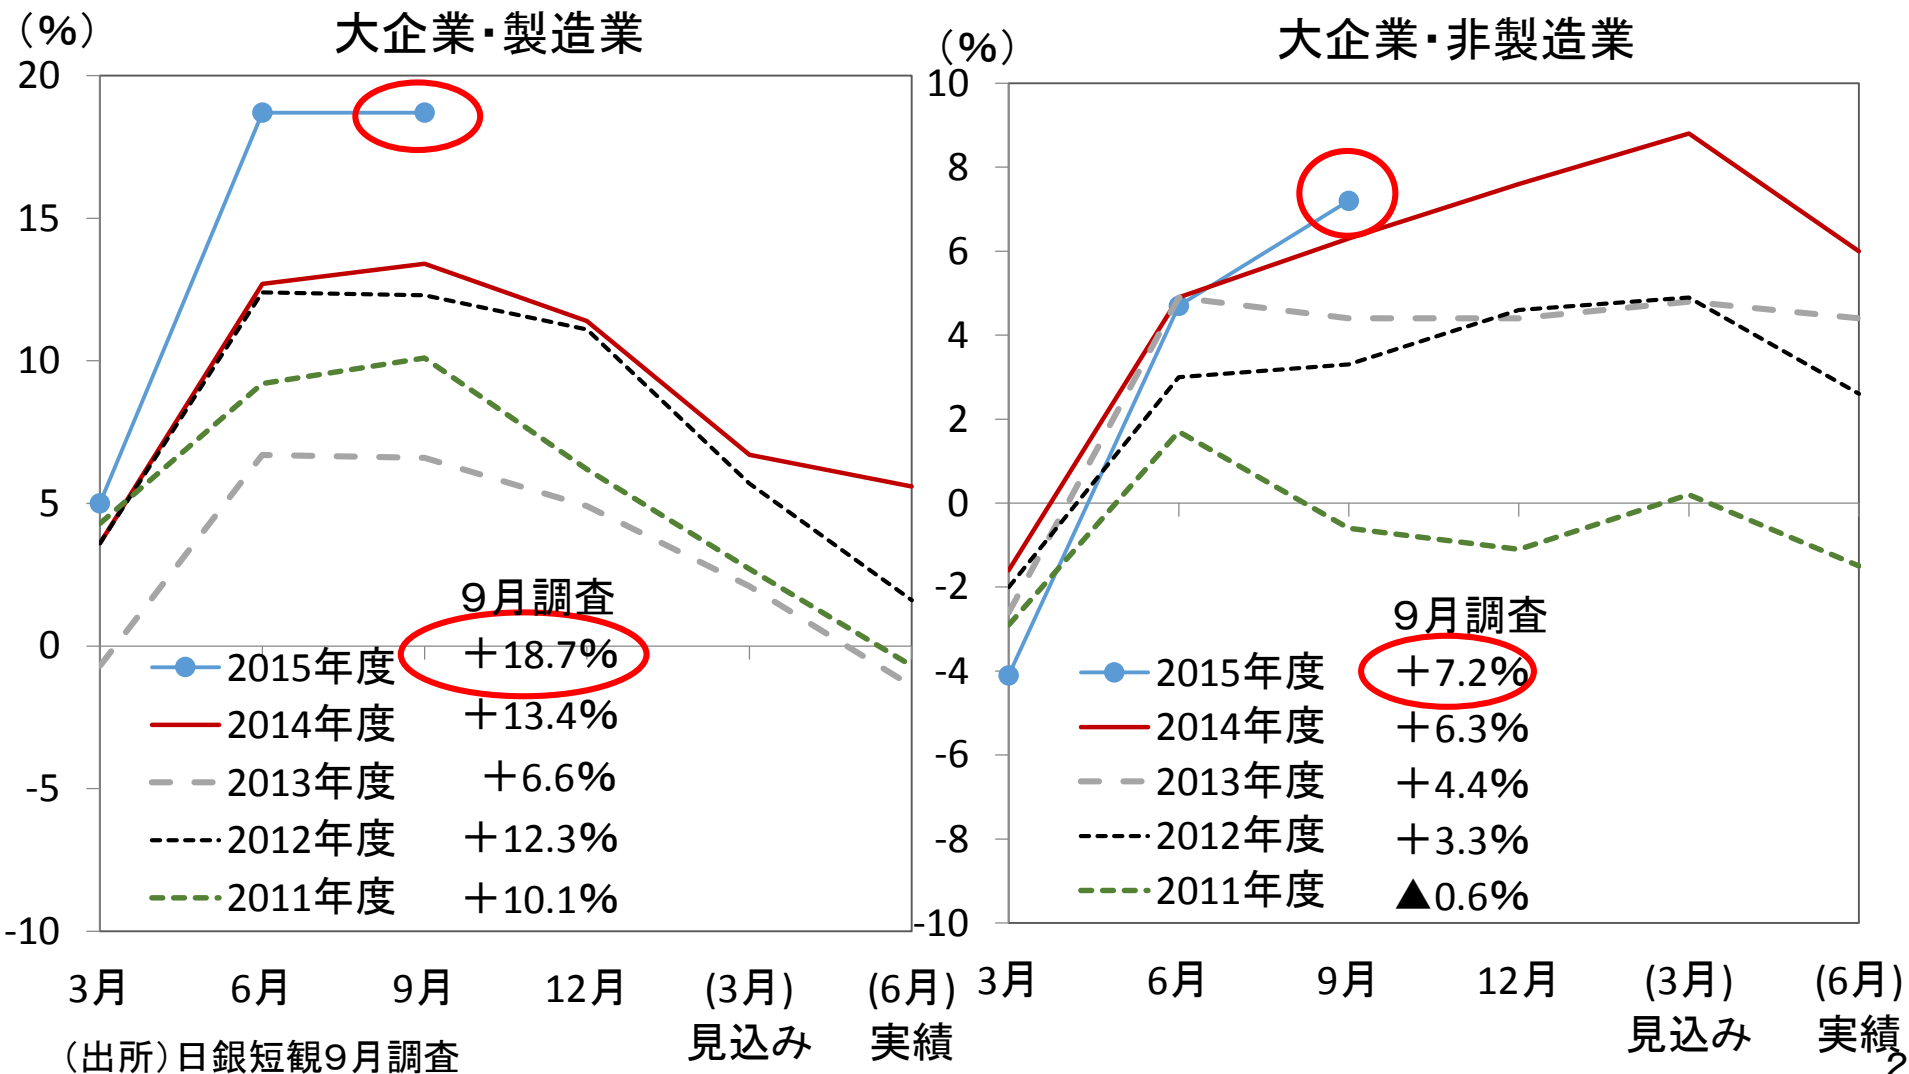 (%)
大企業・製造業
20
15
10
5
0
-5
-10
9月調査
2015年度 +18.7%
2014年度 +13.4%
2013年度 +6.6%
2012年度 +12.3%
2011年度 +10.1%
3月 6月 9月 12月 (3月) (6月)
見込み 実績
(出所)日銀短観9月調査
(%)
大企業・非製造業
10
8
6
4
2
0
-2
-4
-6
-8
-10
9月調査
2015年度 +7.2%
2014年度 +6.3%
2013年度 +4.4%
2012年度 +3.3%
2011年度 ▲0.6%
3月 6月 9月 12月 (3月) (6月)
見込み 実績
2